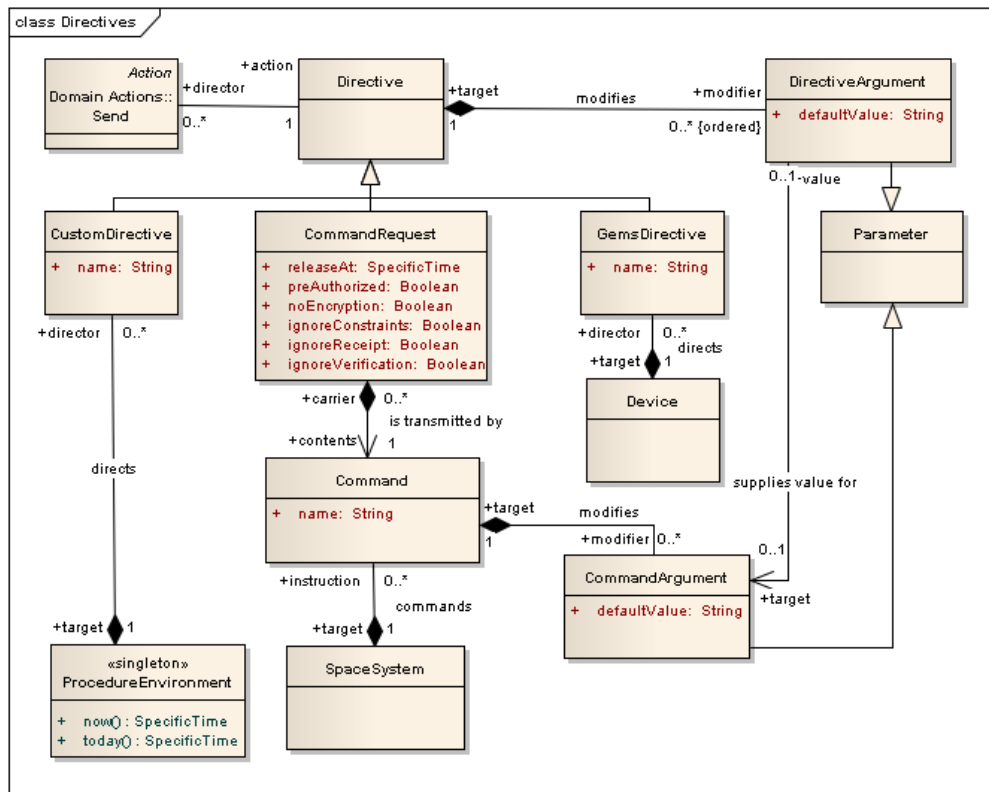 class Directives
Action
Domain Actions::
Send
+director
0..*
+action
1
Directive
+target
1
modifies
+modifier
0..* {ordered}
DirectiveArgument
+ defaultValue: String
0..1
-value
CustomDirective
+ name: String
CommandRequest
+ releaseAt: SpecificTime
+ preAuthorized: Boolean
+ noEncryption: Boolean
+ ignoreConstraints: Boolean
+ ignoreReceipt: Boolean
+ ignoreVerification: Boolean
GemsDirective
+ name: String
Parameter
+director
0..*
+director
0..*
directs
+target
1
Device
+carrier
0..*
is transmitted by
+contents
1
Command
+ name: String
+target
1
modifies
+modifier
0..*
supplies value for
0..1
+target
CommandArgument
+ defaultValue: String
directs
+instruction
0..*
commands
+target
1
SpaceSystem
+target
1
«singleton»
ProcedureEnvironment
+ now() : SpecificTime
+ today() : SpecificTime